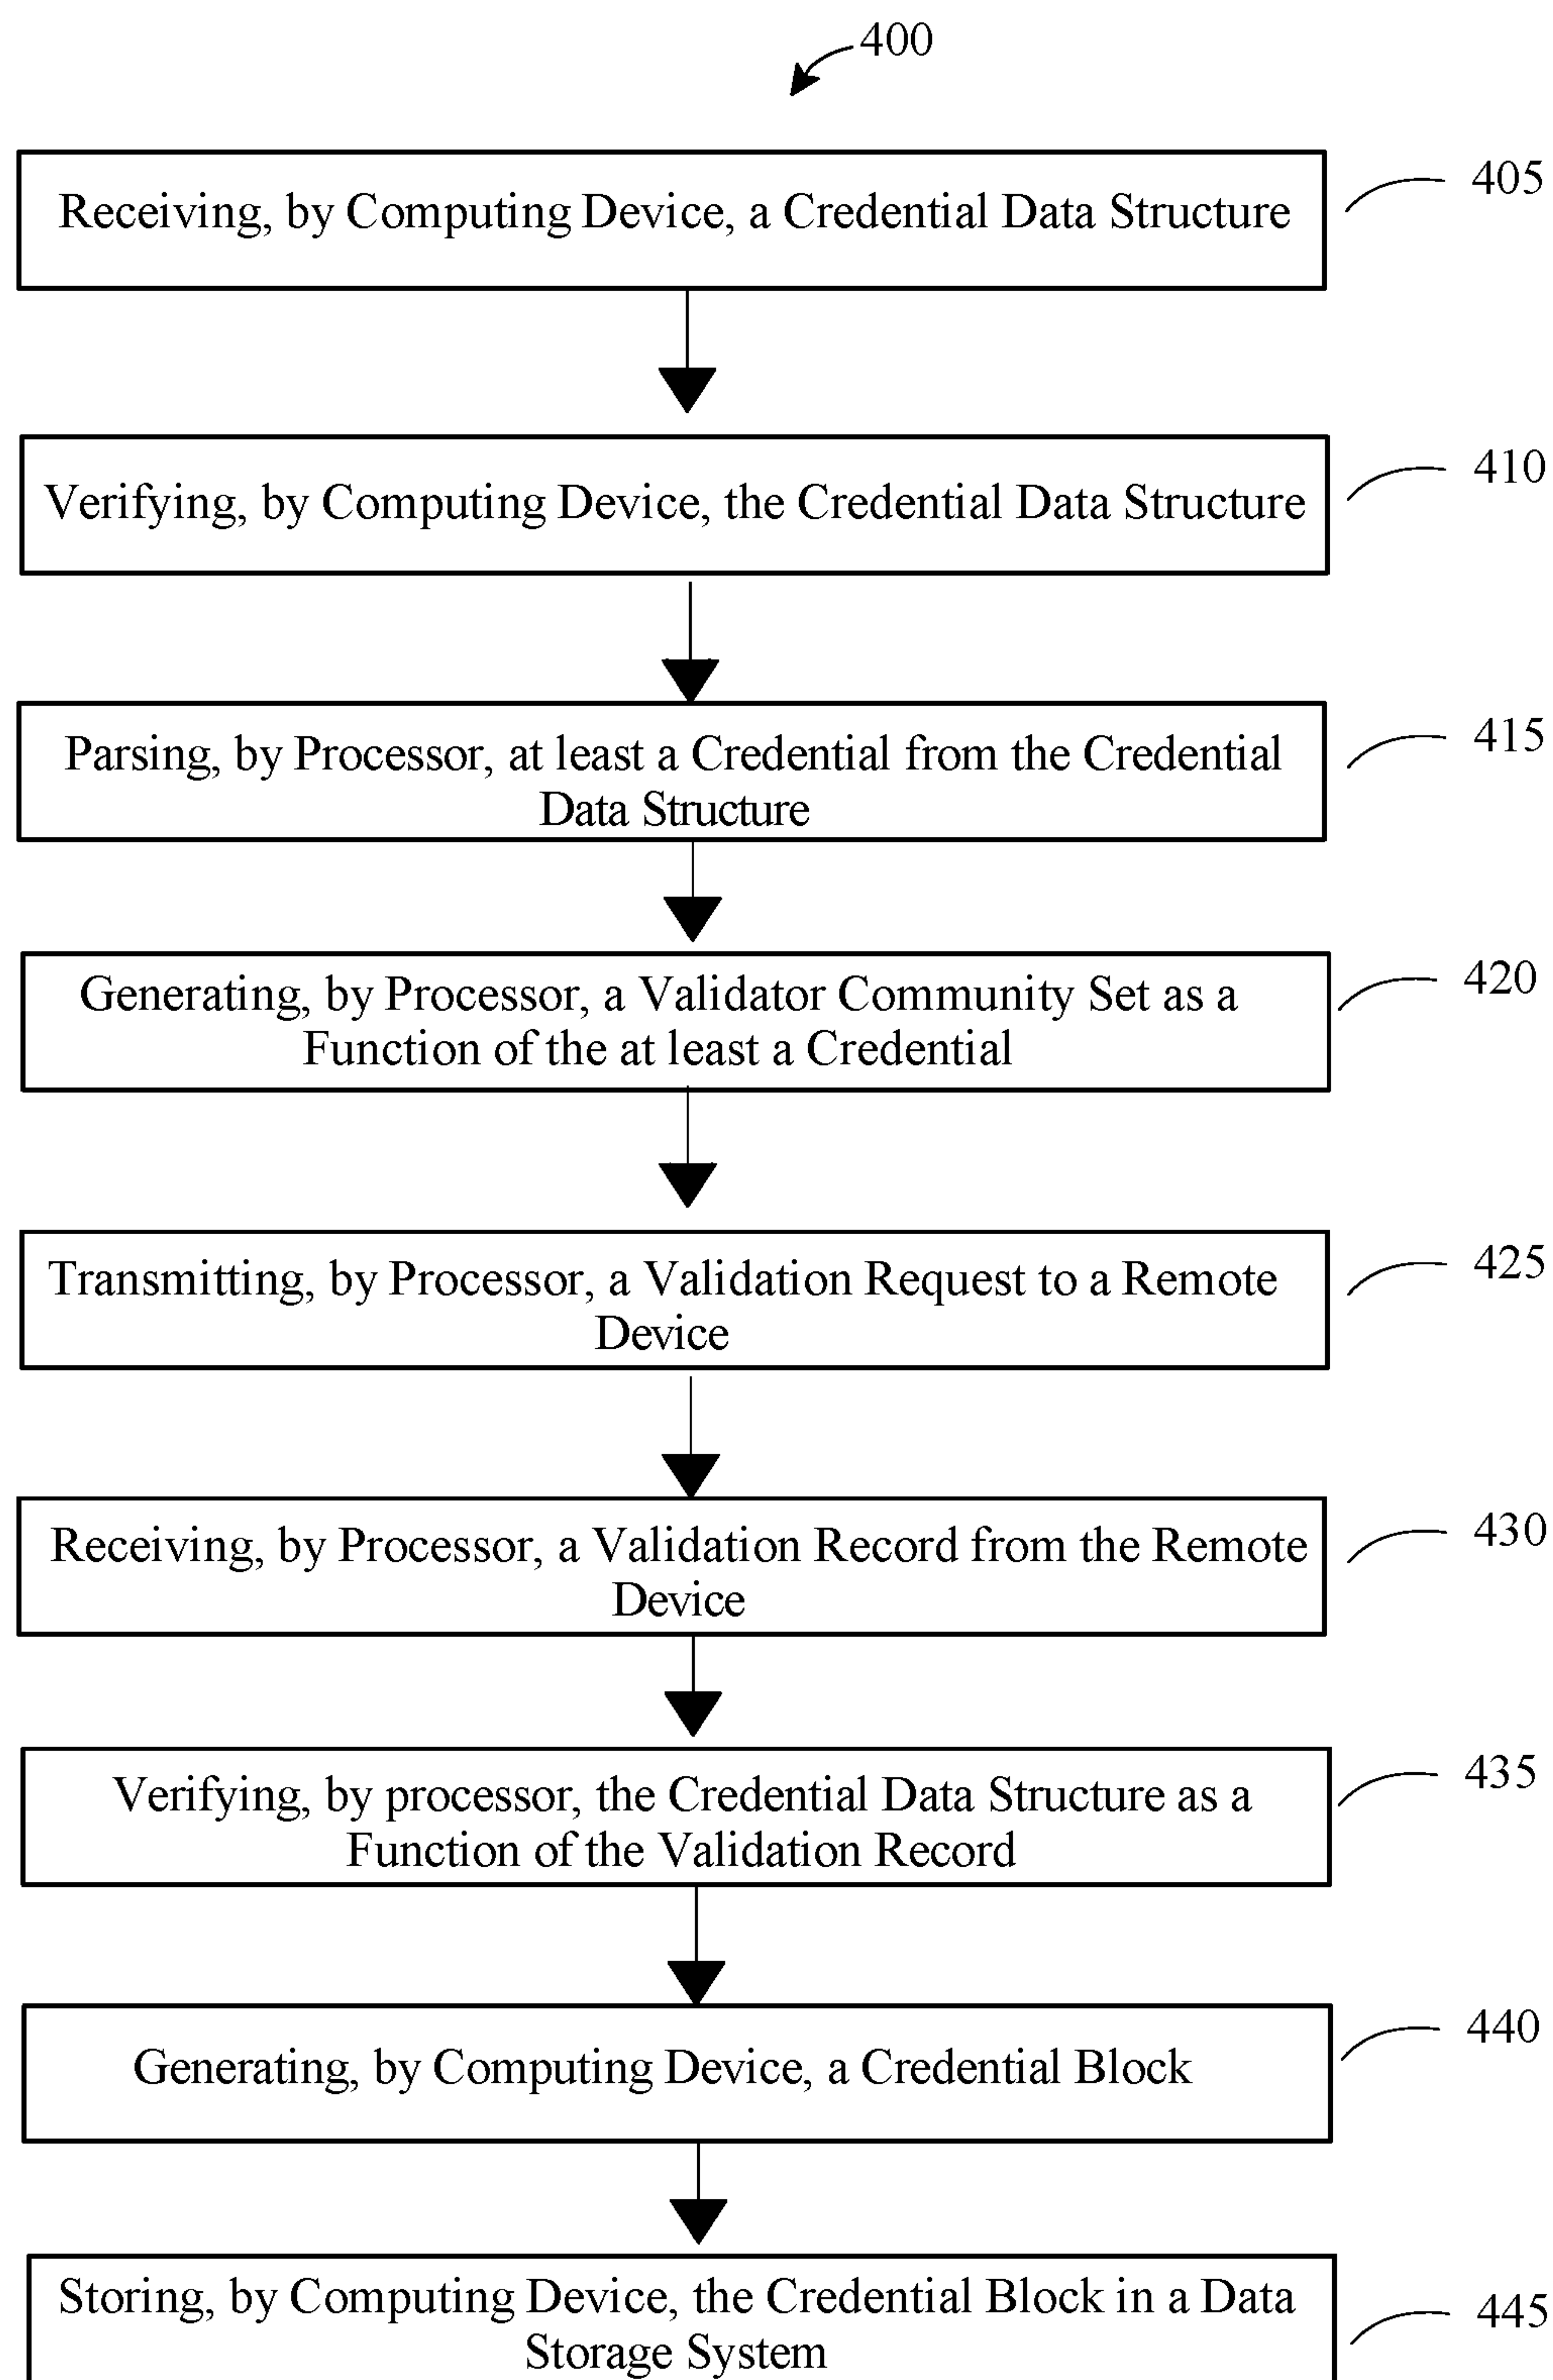 400
Receiving, by Computing Device, a Credential Data Structure
405
Verifying, by Computing Device, the Credential Data Structure
410
Parsing, by Processor, at least a Credential from the Credential
Data Structure
415
Generating, by Processor, a Validator Community Set as a
Function of the at least a Credential
420
Transmitting, by Processor, a Validation Request to a Remote
Device
425
Receiving, by Processor, a Validation Record from the Remote
Device
430
Verifying, by processor, the Credential Data Structure as a
Function of the Validation Record
435
Generating, by Computing Device, a Credential Block
440
Storing, by Computing Device, the Credential Block in a Data
Storage System
445